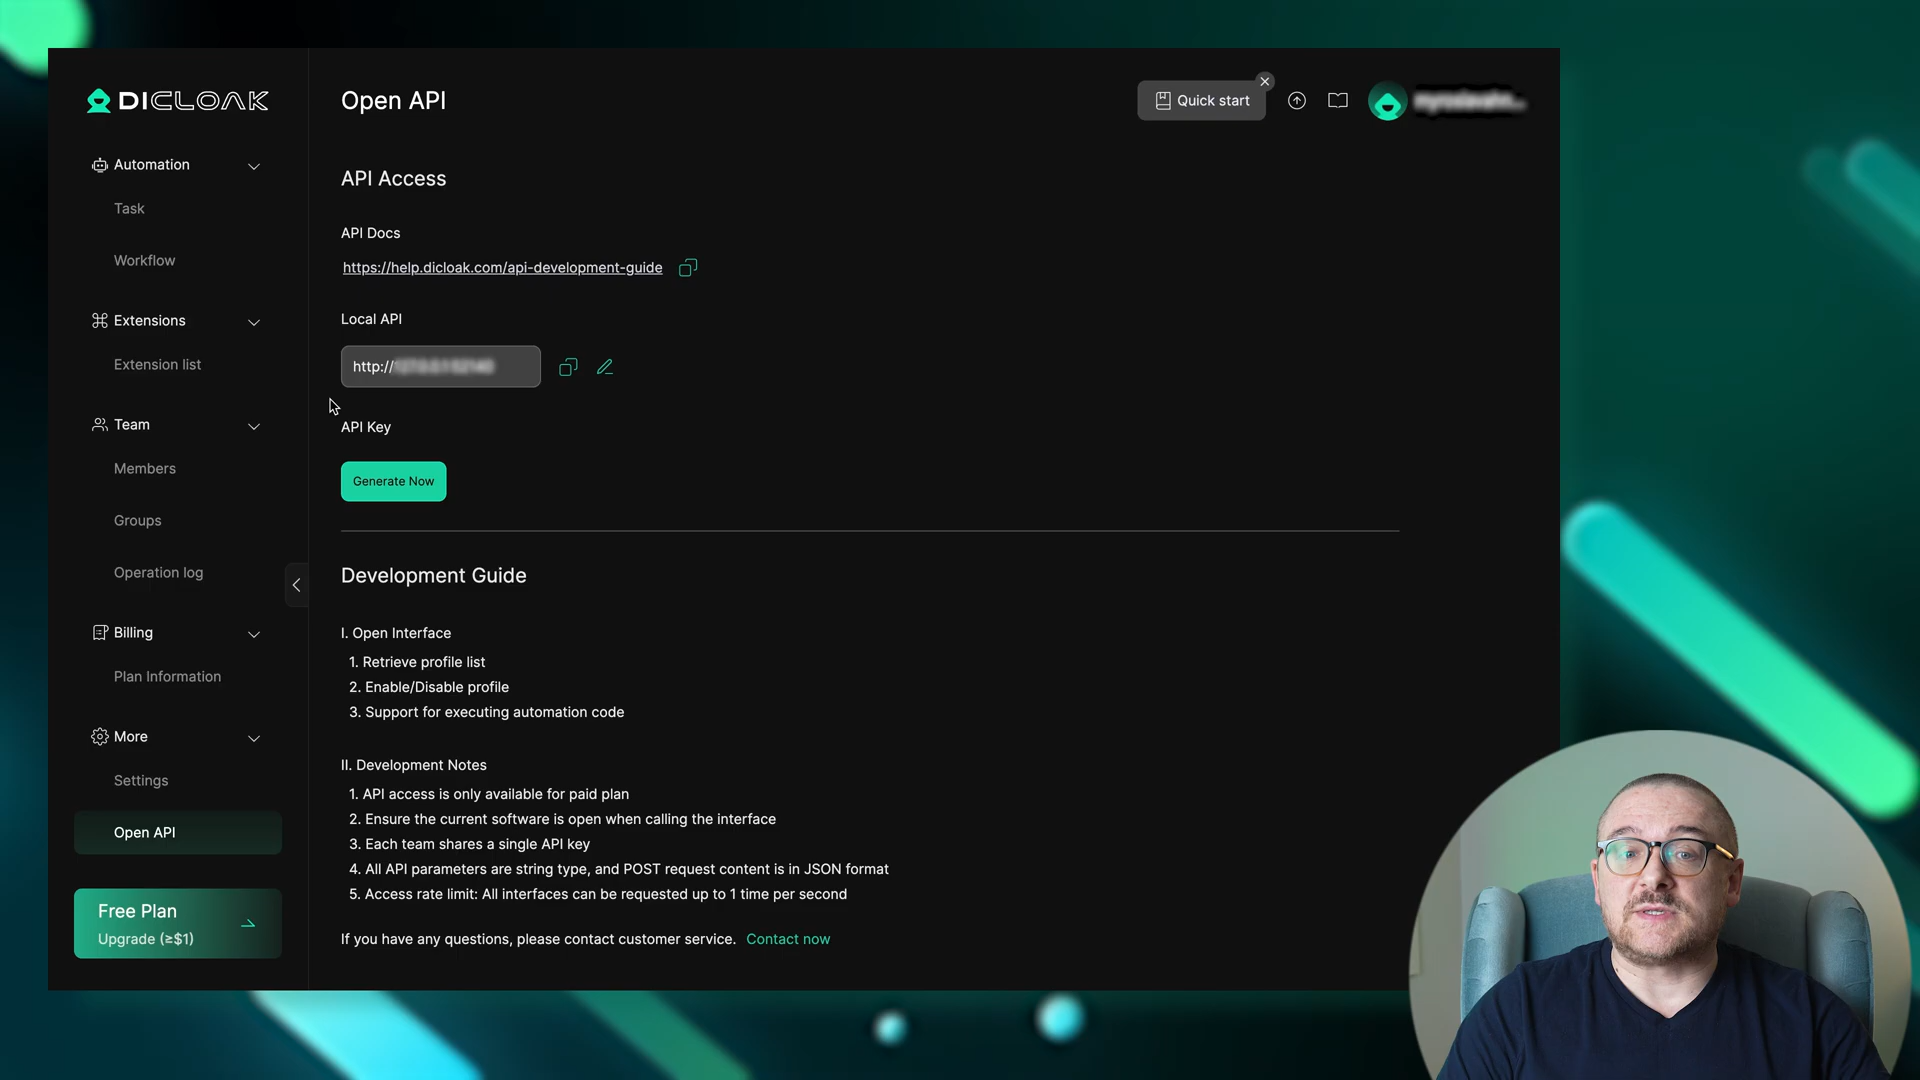 DICLOAK
Open API
Quick start
Automation
Task
Workflow
Extensions
Extension list
Team
Members
Groups
Operation log
Billing
Plan Information
More
Settings
Open API
Free Plan
Upgrade (≥$1)
API Access
API Docs
https://help.dicloak.com/api-development-guide
Local API
http://
API Key
Generate Now
Development Guide
I. Open Interface
1. Retrieve profile list
2. Enable/Disable profile
3. Support for executing automation code
II. Development Notes
1. API access is only available for paid plan
2. Ensure the current software is open when calling the interface
3. Each team shares a single API key
4. All API parameters are string type, and POST request content is in JSON format
5. Access rate limit: All interfaces can be requested up to 1 time per second
If you have any questions, please contact customer service. Contact now